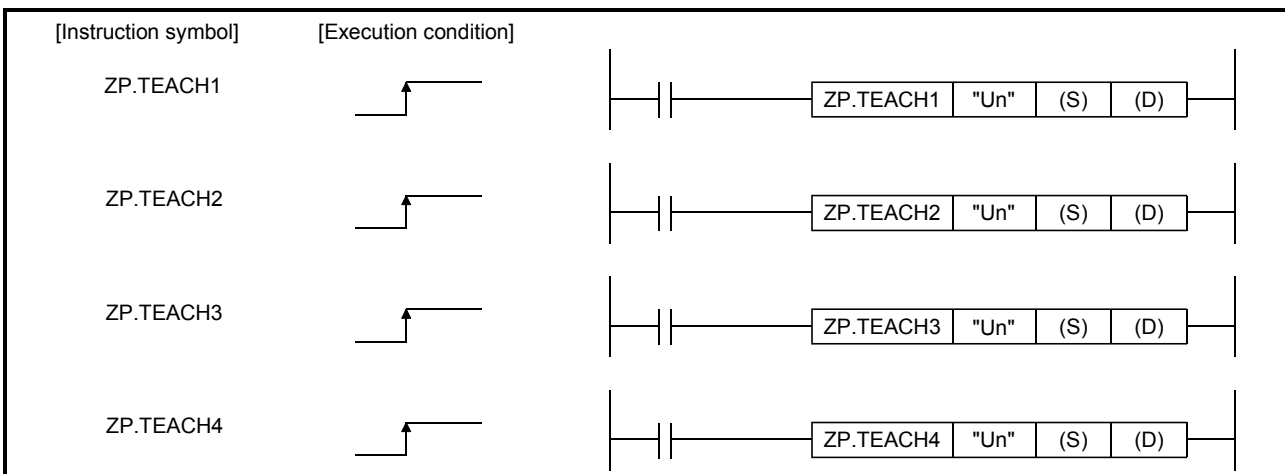 [Instruction symbol] [Execution condition]
ZP.TEACH1 ZP.TEACH1 "Un" (S) (D)
ZP.TEACH2 ZP.TEACH2 "Un" (S) (D)
ZP.TEACH3 ZP.TEACH3 "Un" (S) (D)
ZP.TEACH4 ZP.TEACH4 "Un" (S) (D)